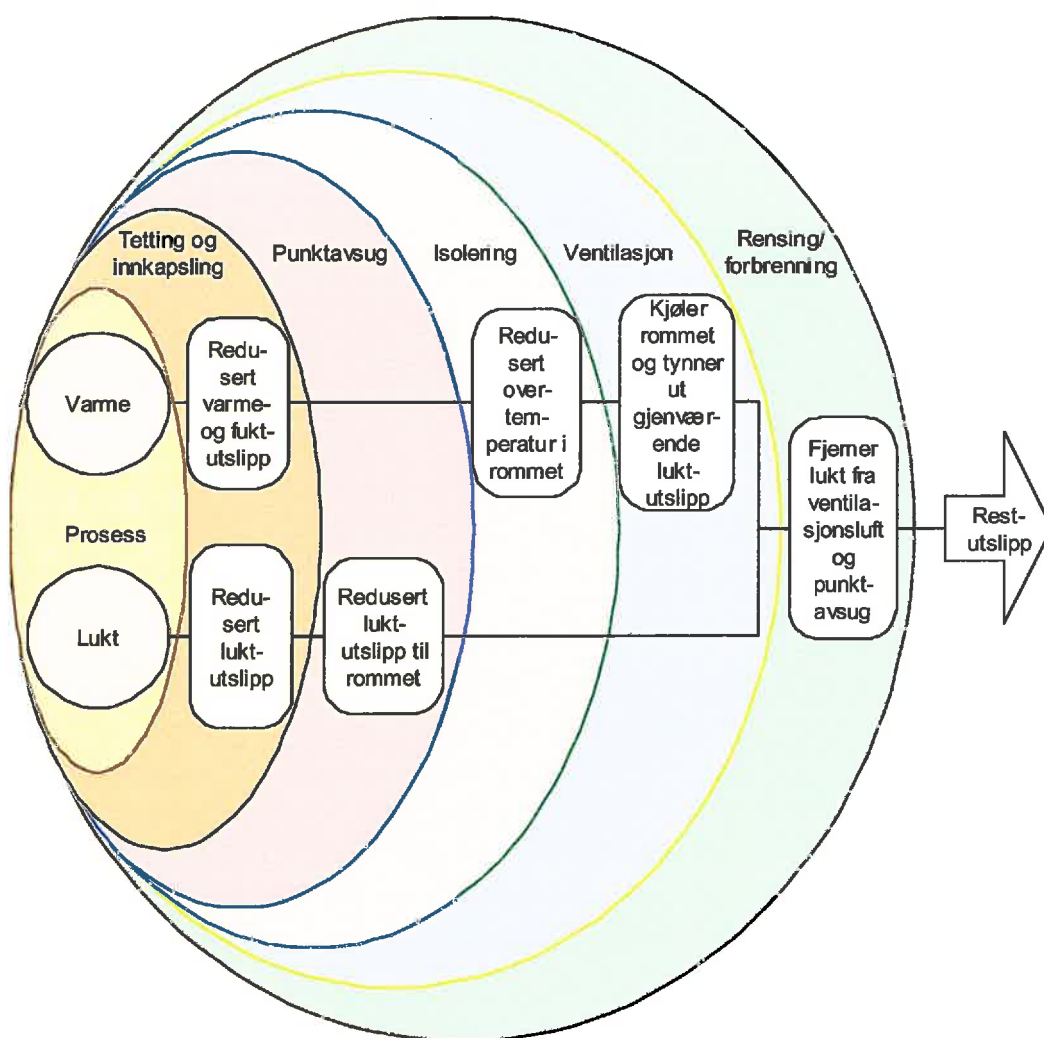 Tetting og
innkapsling
Punktavsug
Isolering
Ventilasjon
Rensing/
forbrenning
Varme
Redu-
sert
varme-
og fukt-
utslipp
Redu-
sert
over-
tem-
peratur i
rommet
Kjøler
rommet
og tynner
ut
gjenvær-
ende
lukt-
utslipp
Fjerner
lukt fra
ventila-
sjonsluft
og
punkt-
avsug
Rest-
utslipp
Prosess
Lukt
Redu-
sert
lukt-
utslipp
Redusert
lukt-
utslipp til
rommet